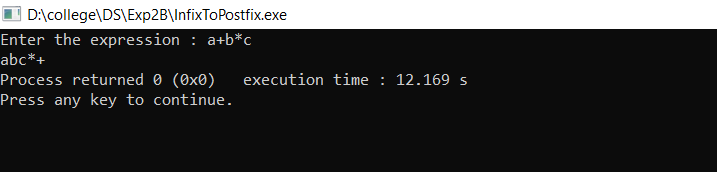 D:\college\DS\Exp2B\InfixToPostfix.exe
Enter the expression : a+b*c
abc*+
Process returned 0 (0x0)   execution time : 12.169 s
Press any key to continue.